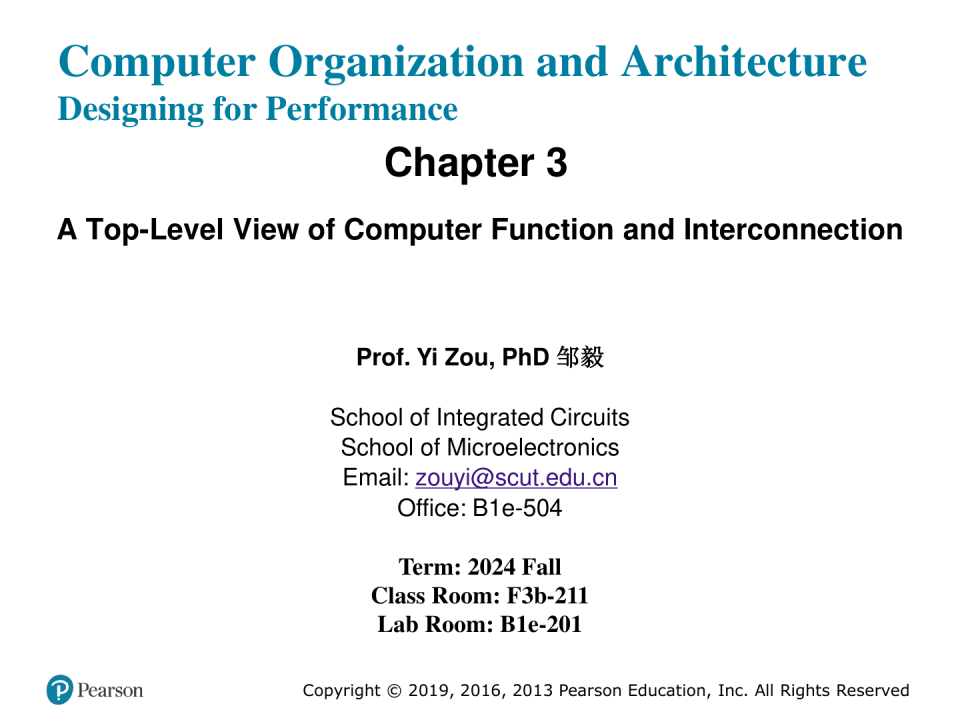 Computer Organization and Architecture
Designing for Performance
Chapter 3
A Top-Level View of Computer Function and Interconnection
Prof. Yi Zou, PhD 邹毅
School of Integrated Circuits
School of Microelectronics
Email: zouyi@scut.edu.cn
Office: B1e-504
Term: 2024 Fall
Class Room: F3b-211
Lab Room: B1e-201
Pearson
Copyright © 2019, 2016, 2013 Pearson Education, Inc. All Rights Reserved